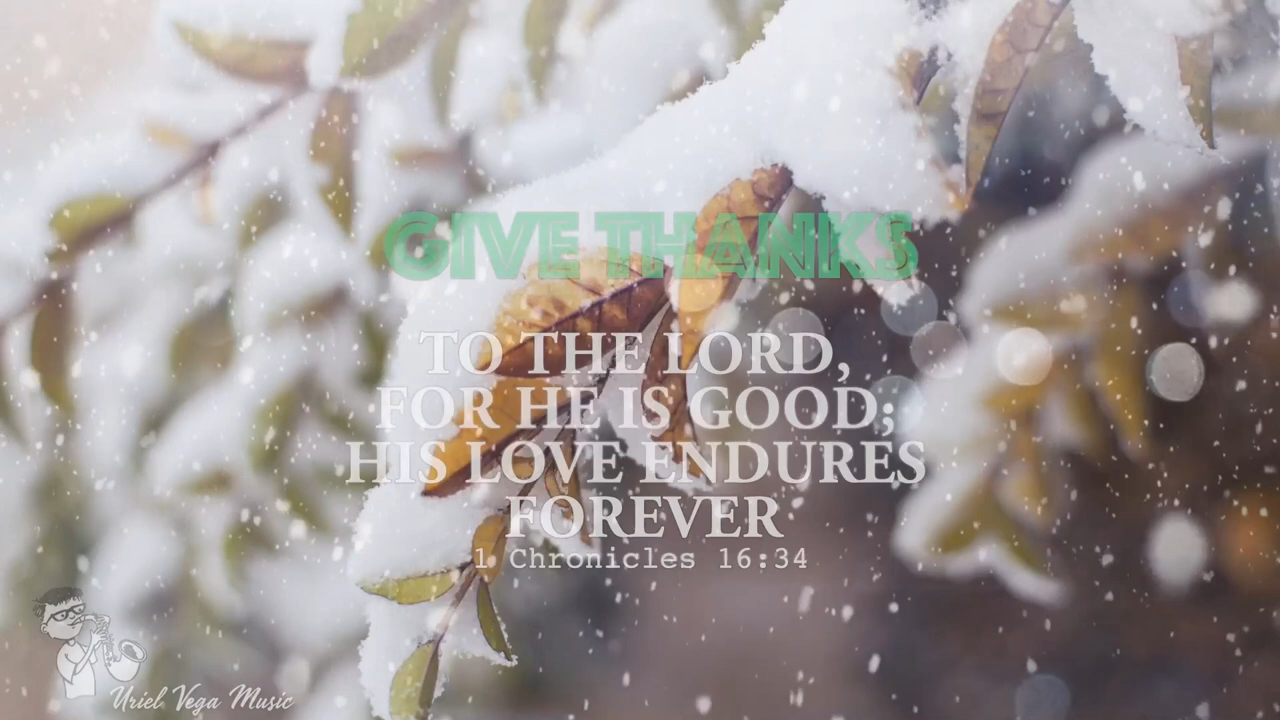 GIVE THANKS
TO THE LORD,
FOR HE IS GOOD;
HIS LOVE ENDURES
FOREVER
1 Chronicles 16:34
Uriel Vega Music